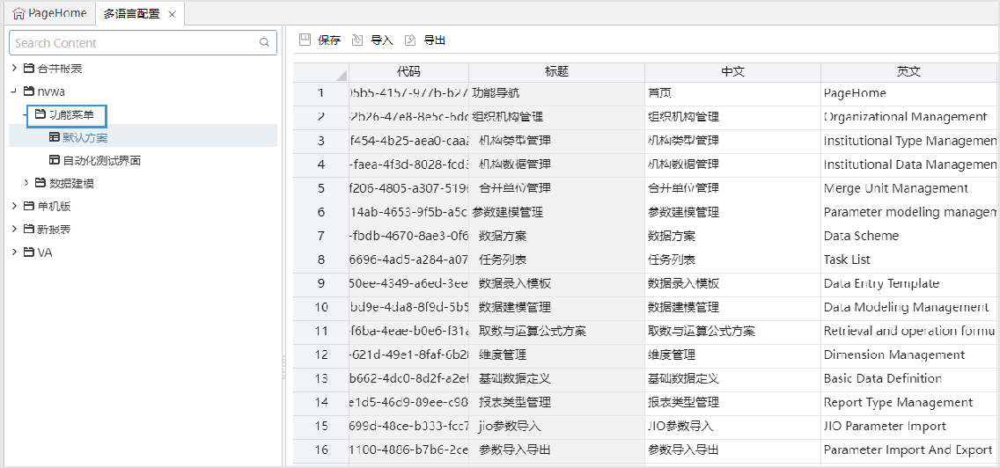 PageHome 多语言配置
Search Content
保存 导入 导出
合并报表
nvwa
功能菜单
默认方案
自动化测试界面
数据建模
单机版
新报表
VA
代码 标题 中文 英文
1 05b5-4157-977b-b27 功能导航 首页 PageHome
2 2b26-47e8-8e5c-6dc 组织机构管理 组织机构管理 Organizational Management
3 f454-4b25-aea0-caa2 机构类型管理 机构类型管理 Institutional Type Managemen
4 -faea-4f3d-8028-fcd3 机构数据管理 机构数据管理 Institutional Data Managemen
5 f206-4805-a307-5196 合并单位管理 合并单位管理 Merge Unit Management
6 14ab-4653-9f5b-a5c 参数建模管理 参数建模管理 Parameter modeling managem
7 -fbdb-4670-8ae3-0f6 数据方案 数据方案 Data Scheme
8 6696-4ad5-a284-a07 任务列表 任务列表 Task List
9 50ee-4349-a6ed-3ee 数据录入模板 数据录入模板 Data Entry Template
10 bd9e-4da8-8f9d-5b5 数据建模管理 数据建模管理 Data Modeling Management
11 -f6ba-4eae-b0e6-f31a 取数与运算公式方案 取数与运算公式方案 Retrieval and operation formu
12 -621d-49e1-8faf-6b28 维度管理 维度管理 Dimension Management
13 b662-4dc0-8d2f-a2ef 基础数据定义 基础数据定义 Basic Data Definition
14 e1d5-46d9-89ee-c98 报表类型管理 报表类型管理 Report Type Management
15 699d-48ce-b333-fcc7 jio参数导入 JIO参数导入 JIO Parameter Import
16 1100-4886-b7b6-2ce 参数导入导出 参数导入导出 Parameter Import And Export